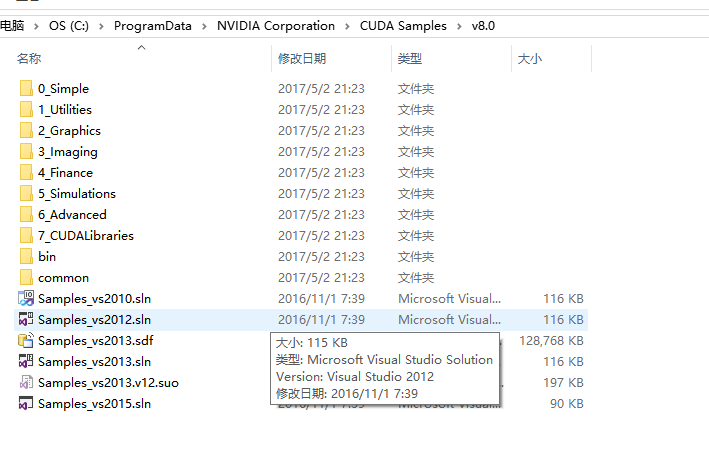 电脑 > OS (C:) > ProgramData > NVIDIA Corporation > CUDA Samples > v8.0
名称 修改日期 类型 大小
0_Simple 2017/5/2 21:23 文件夹
1_Utilities 2017/5/2 21:23 文件夹
2_Graphics 2017/5/2 21:23 文件夹
3_Imaging 2017/5/2 21:23 文件夹
4_Finance 2017/5/2 21:23 文件夹
5_Simulations 2017/5/2 21:23 文件夹
6_Advanced 2017/5/2 21:23 文件夹
7_CUDALibraries 2017/5/2 21:23 文件夹
bin 2017/5/2 21:23 文件夹
common 2017/5/2 21:23 文件夹
Samples_vs2010.sln 2016/11/1 7:39 Microsoft Visual... 116 KB
Samples_vs2012.sln 2016/11/1 7:39 Microsoft Visual... 116 KB
Samples_vs2013.sdf 128,768 KB
Samples_vs2013.sln 116 KB
Samples_vs2013.v12.suo 197 KB
Samples_vs2015.sln 2016/11/1 7:39 Microsoft Visual... 90 KB
大小: 115 KB
类型: Microsoft Visual Studio Solution
Version: Visual Studio 2012
修改日期: 2016/11/1 7:39